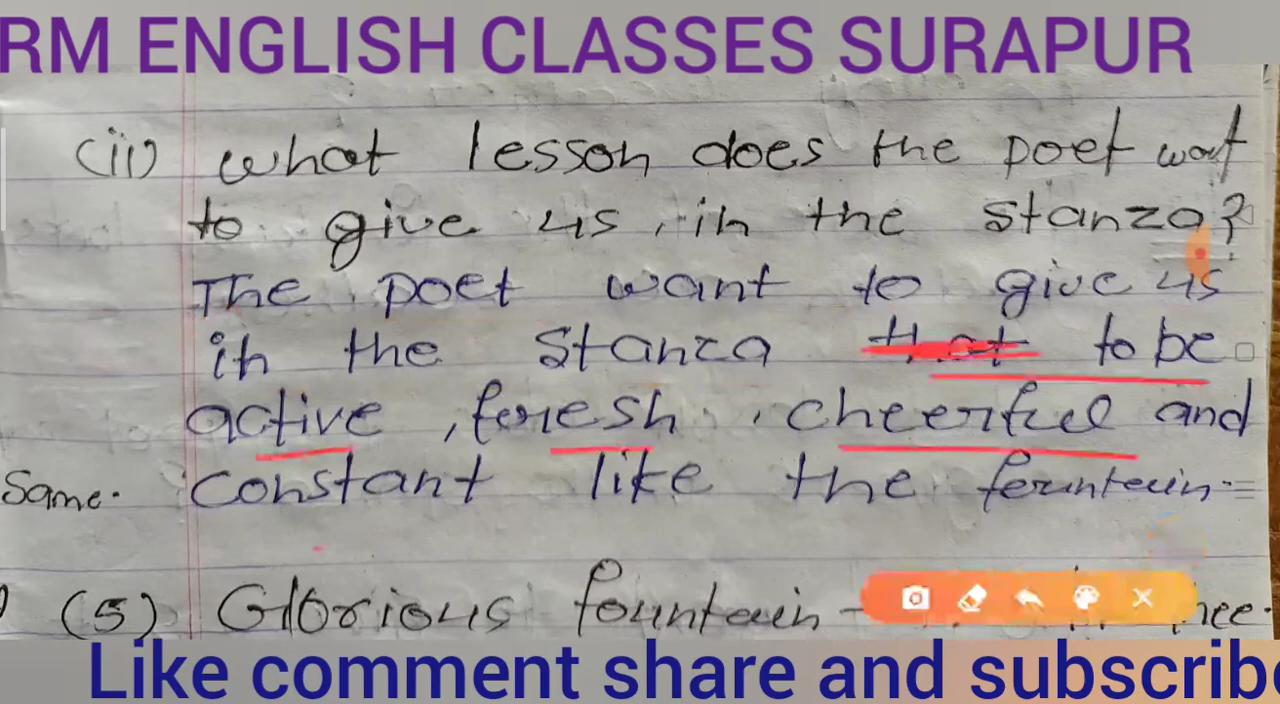 RM ENGLISH CLASSES SURAPUR
(ii) what lesson does the poet want
to give us, in the stanza?
The poet want to give us
in the stanza that to be
active, fresh, cheerful and
Same. constant like the fountain.
(5) Glorious fountain -
Like comment share and subscribe